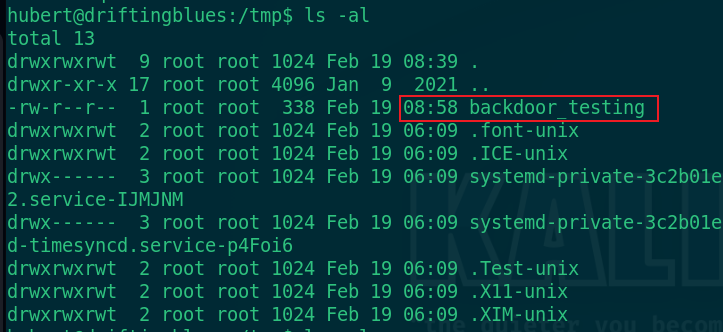 hubert@driftingblues:/tmp$ ls -al
total 13
drwxrwxrwt  9 root root 1024 Feb 19 08:39 .
drwxr-xr-x 17 root root 4096 Jan  9  2021 ..
-rw-r--r--  1 root root  338 Feb 19 08:58 backdoor_testing
drwxrwxrwt  2 root root 1024 Feb 19 06:09 .font-unix
drwxrwxrwt  2 root root 1024 Feb 19 06:09 .ICE-unix
drwx------  3 root root 1024 Feb 19 06:09 systemd-private-3c2b01e
2.service-IJMJNM
drwx------  3 root root 1024 Feb 19 06:09 systemd-private-3c2b01e
d-timesyncd.service-p4Foi6
drwxrwxrwt  2 root root 1024 Feb 19 06:09 .Test-unix
drwxrwxrwt  2 root root 1024 Feb 19 06:09 .X11-unix
drwxrwxrwt  2 root root 1024 Feb 19 06:09 .XIM-unix
KALI